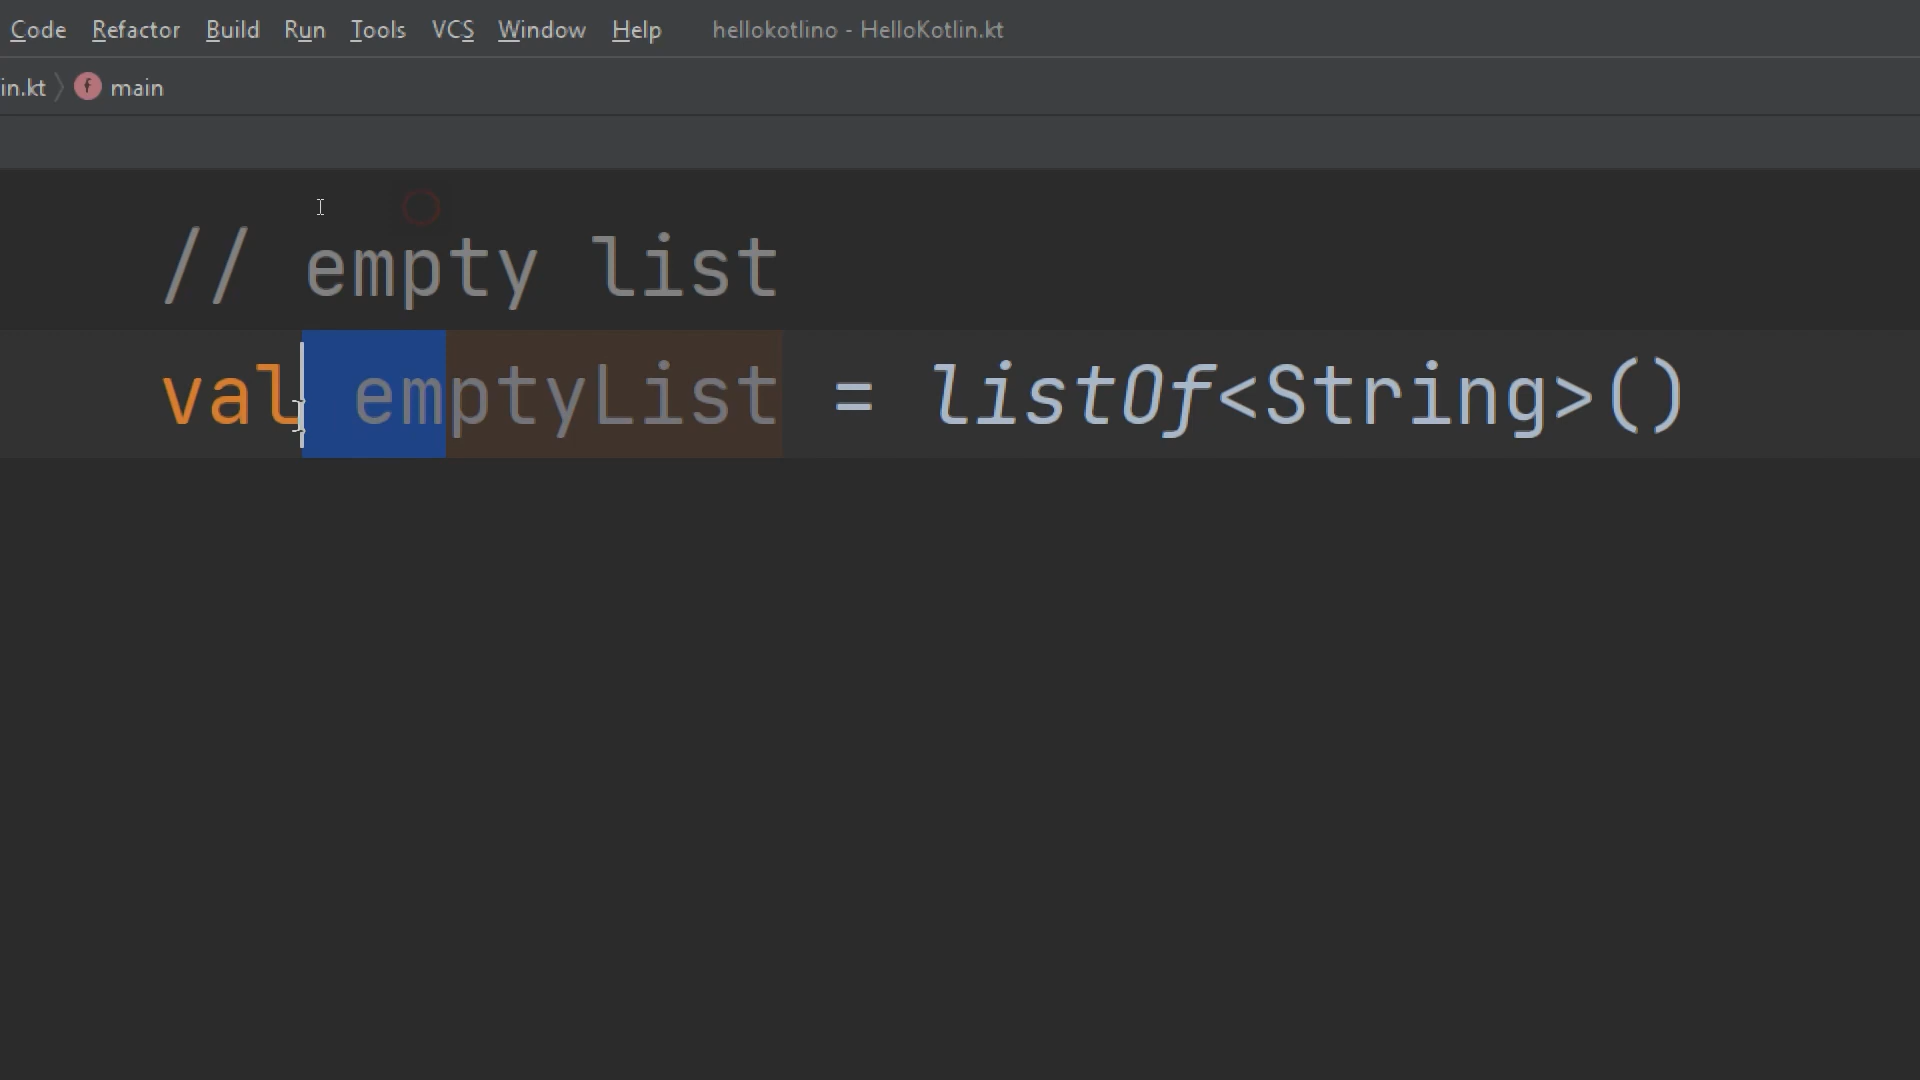 Code Refactor Build Run Tools VCS Window Help hellokotlino - HelloKotlin.kt
in.kt f main
// empty list
val emptyList = listOf<String>()